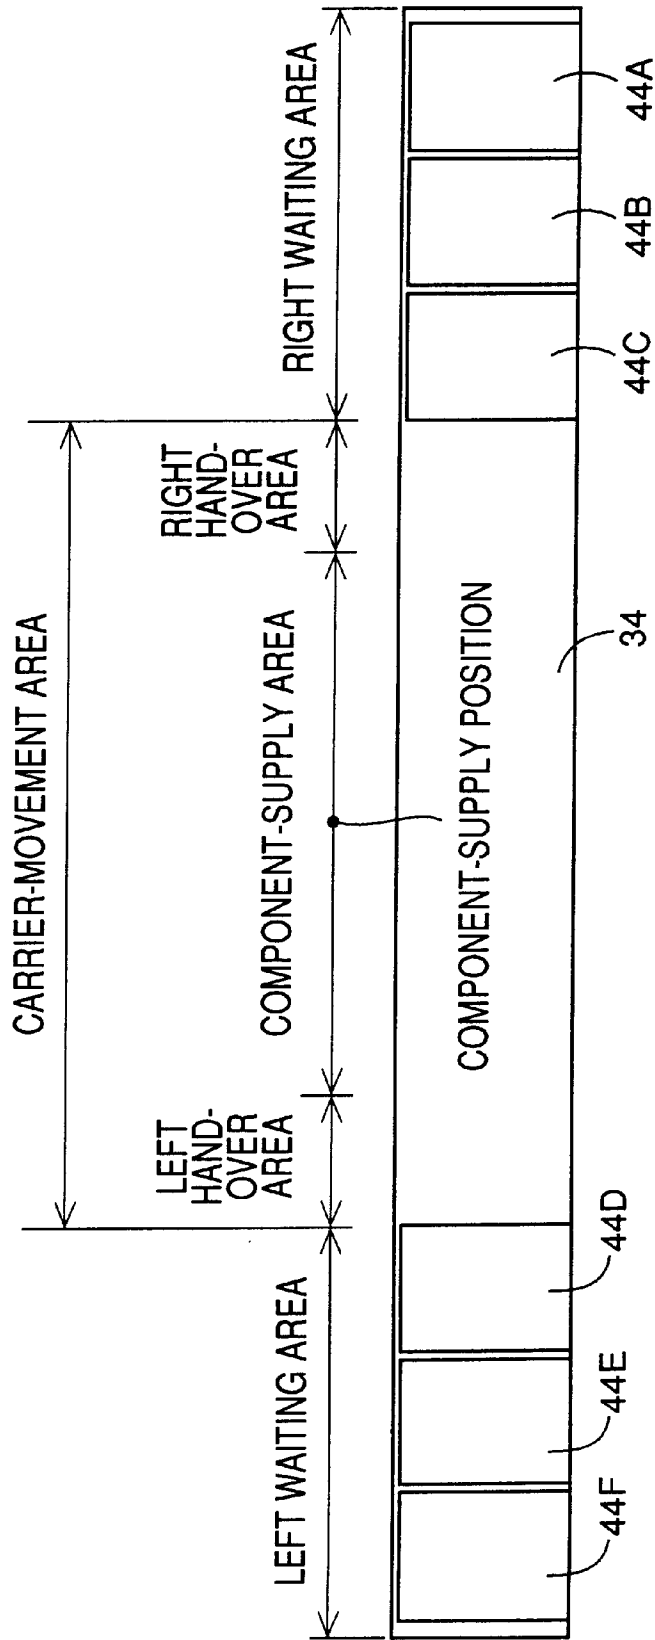 CARRIER-MOVEMENT AREA
LEFT WAITING AREA
LEFT
HAND-
OVER
AREA
COMPONENT-SUPPLY AREA
RIGHT
HAND-
OVER
AREA
RIGHT WAITING AREA
COMPONENT-SUPPLY POSITION
44F
44E
44D
34
44C
44B
44A